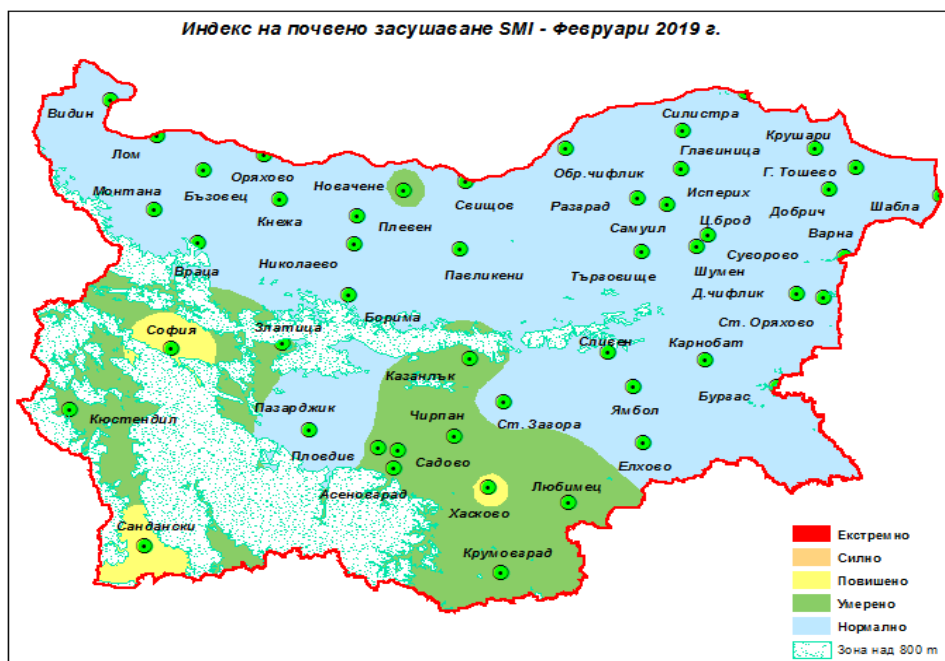 Индекс на почвено засушаване SMI - Февруари 2019 г.
Видин
Силистра
Лом
Крушари
Главиница
Оряхово
Обр.чифлик
Г. Тошево
Монтана
Бъзовец
Новачене
Исперих
Свищов
Разград
Добрич
Шабла
Кнежа
Плевен
Самуил
Ц.брод
Варна
Враца
Николаево
Павликени
Търговище
Шумен
Суворово
Д.чифлик
София
Златица
Борима
Ст. Оряхово
Сливен
Карнобат
Казанлък
Пазарджик
Чирпан
Ямбол
Бургас
Кюстендил
Ст. Загора
Пловдив
Садово
Елхово
Асеновград
Любимец
Хасково
Сандански
Крумовград
Екстремно
Силно
Повишено
Умерено
Нормално
Зона над 800 m